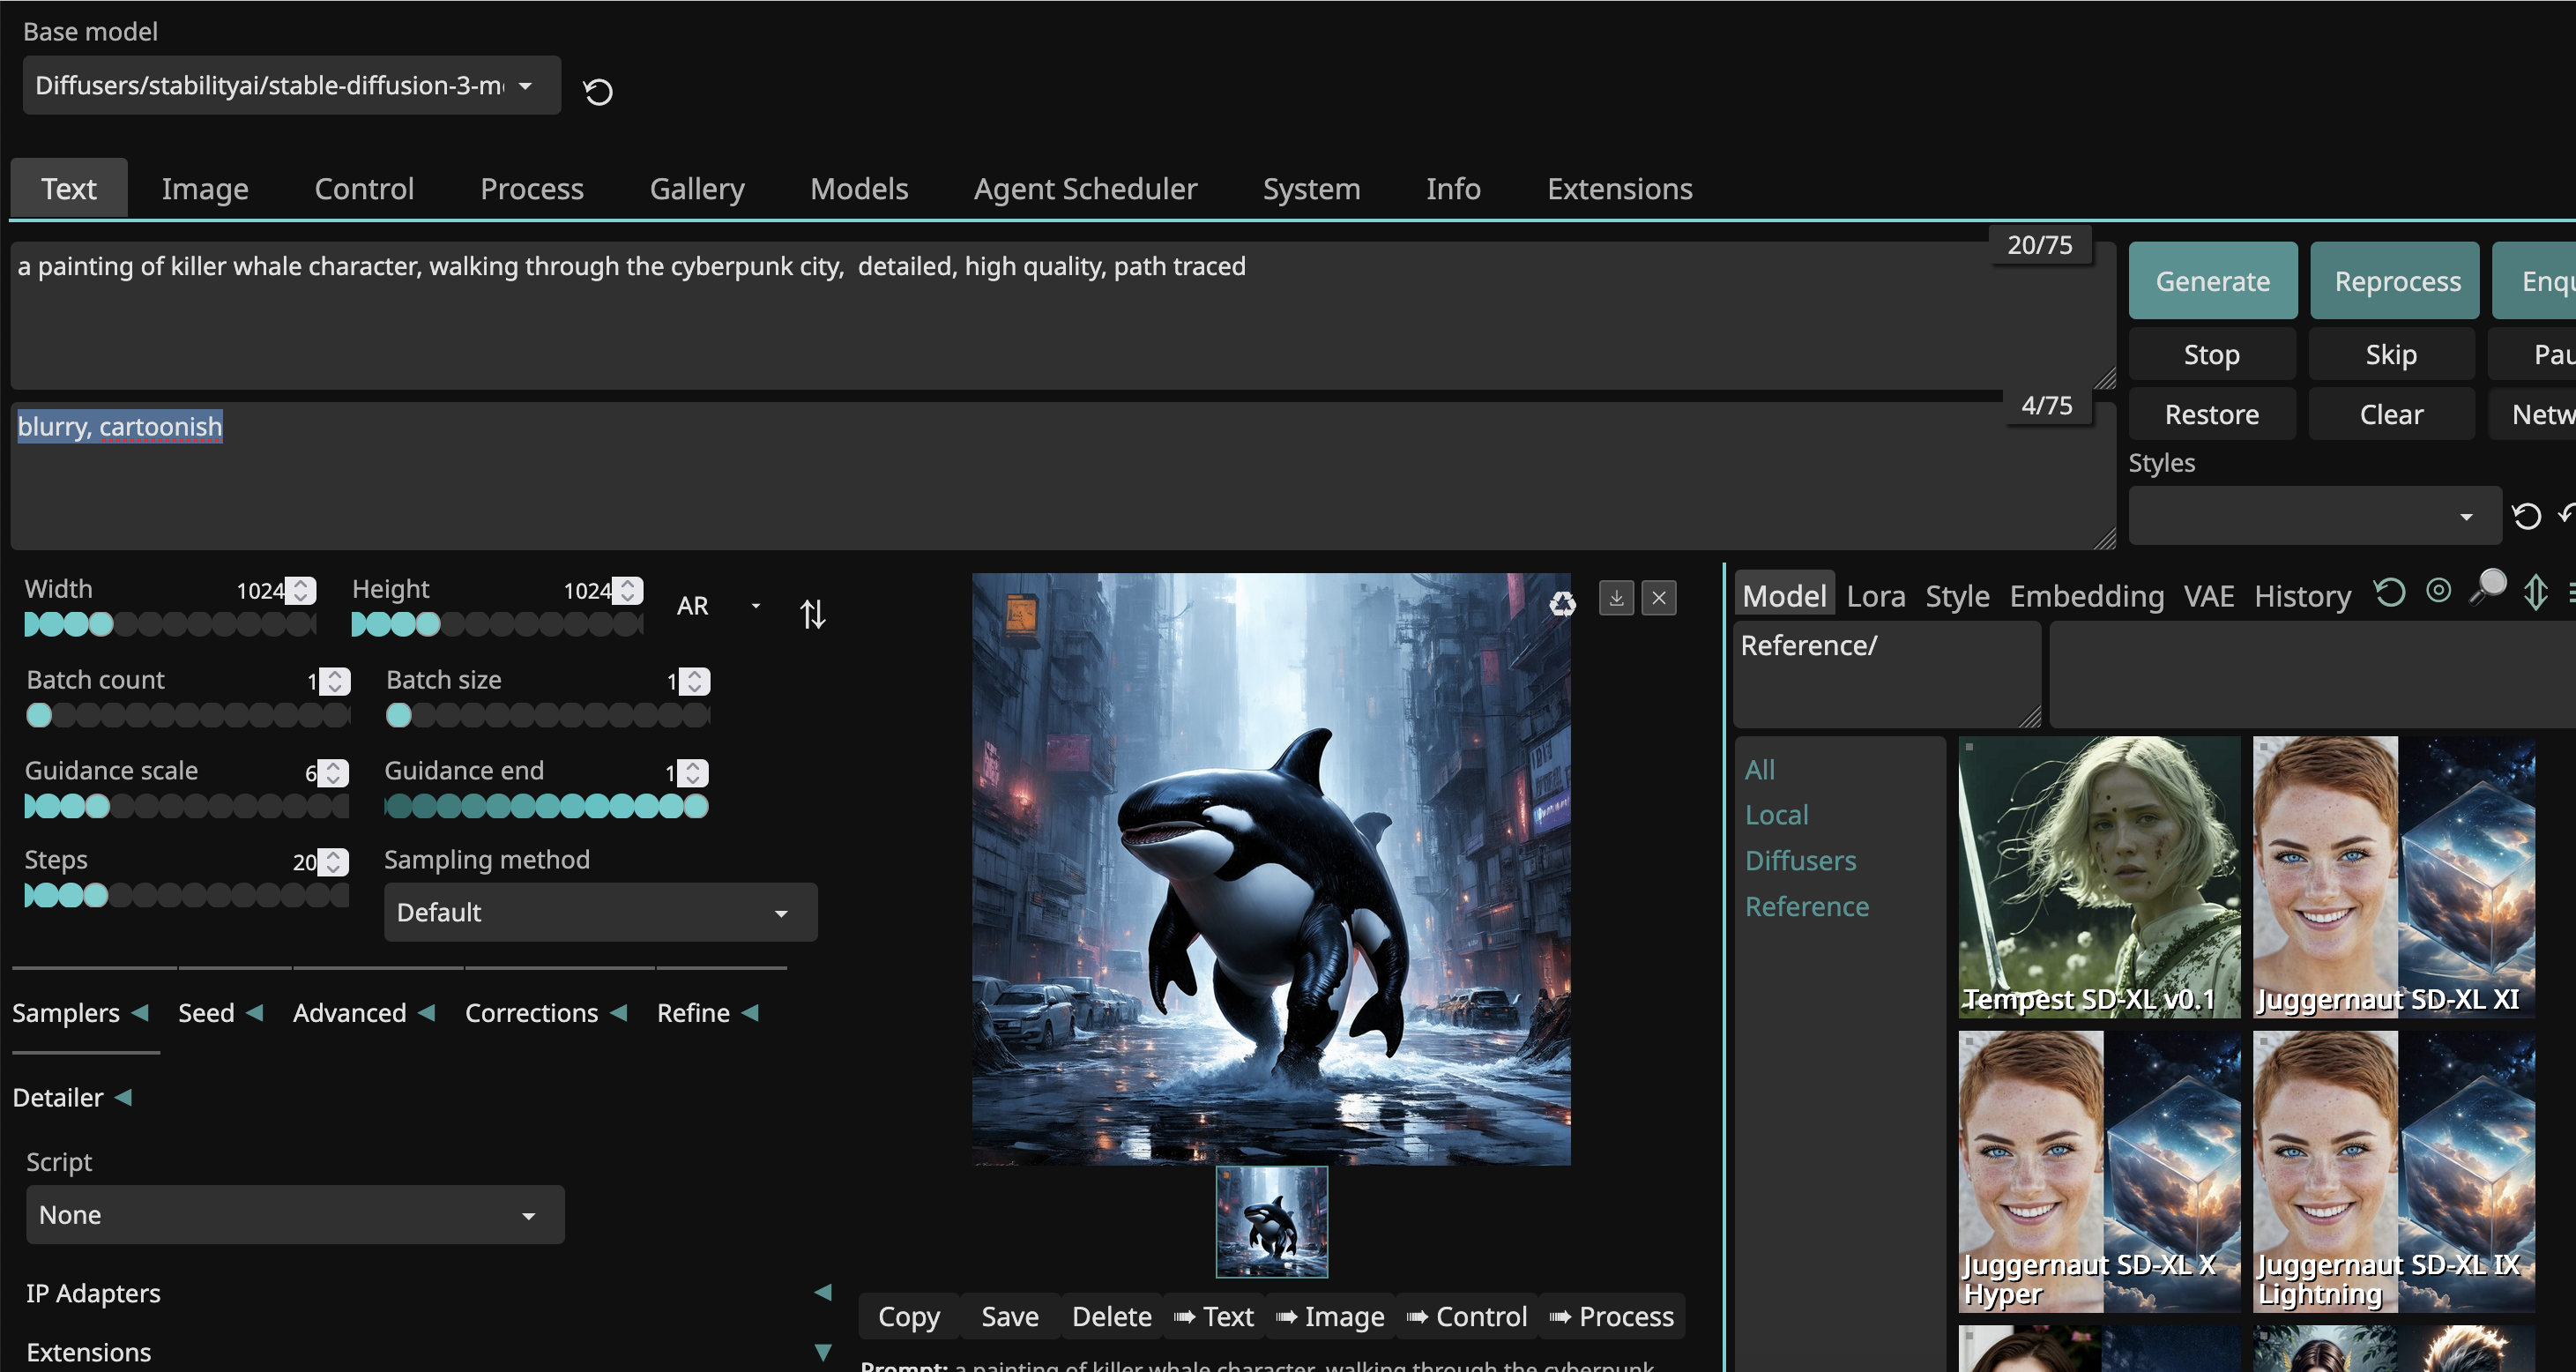 Base model
Diffusers/stabilityai/stable-diffusion-3-m
Text Image Control Process Gallery Models Agent Scheduler System Info Extensions
20/75
a painting of killer whale character, walking through the cyberpunk city,  detailed, high quality, path traced
Generate Reprocess Enqu
Stop Skip Pau
4/75
blurry, cartoonish
Restore Clear Netw
Styles
Width 1024 Height 1024 AR
Batch count 1 Batch size 1
Guidance scale 6 Guidance end 1
Steps 20 Sampling method
Default
Samplers Seed Advanced Corrections Refine
Detailer
Script
None
IP Adapters
Extensions
Copy Save Delete ➠ Text ➠ Image ➠ Control ➠ Process
Prompt: a painting of killer whale character, walking through the cyberpunk
Model Lora Style Embedding VAE History
Reference/
All
Local
Diffusers
Reference
Tempest SD-XL v0.1
Juggernaut SD-XL XI
Juggernaut SD-XL X
Hyper
Juggernaut SD-XL IX
Lightning